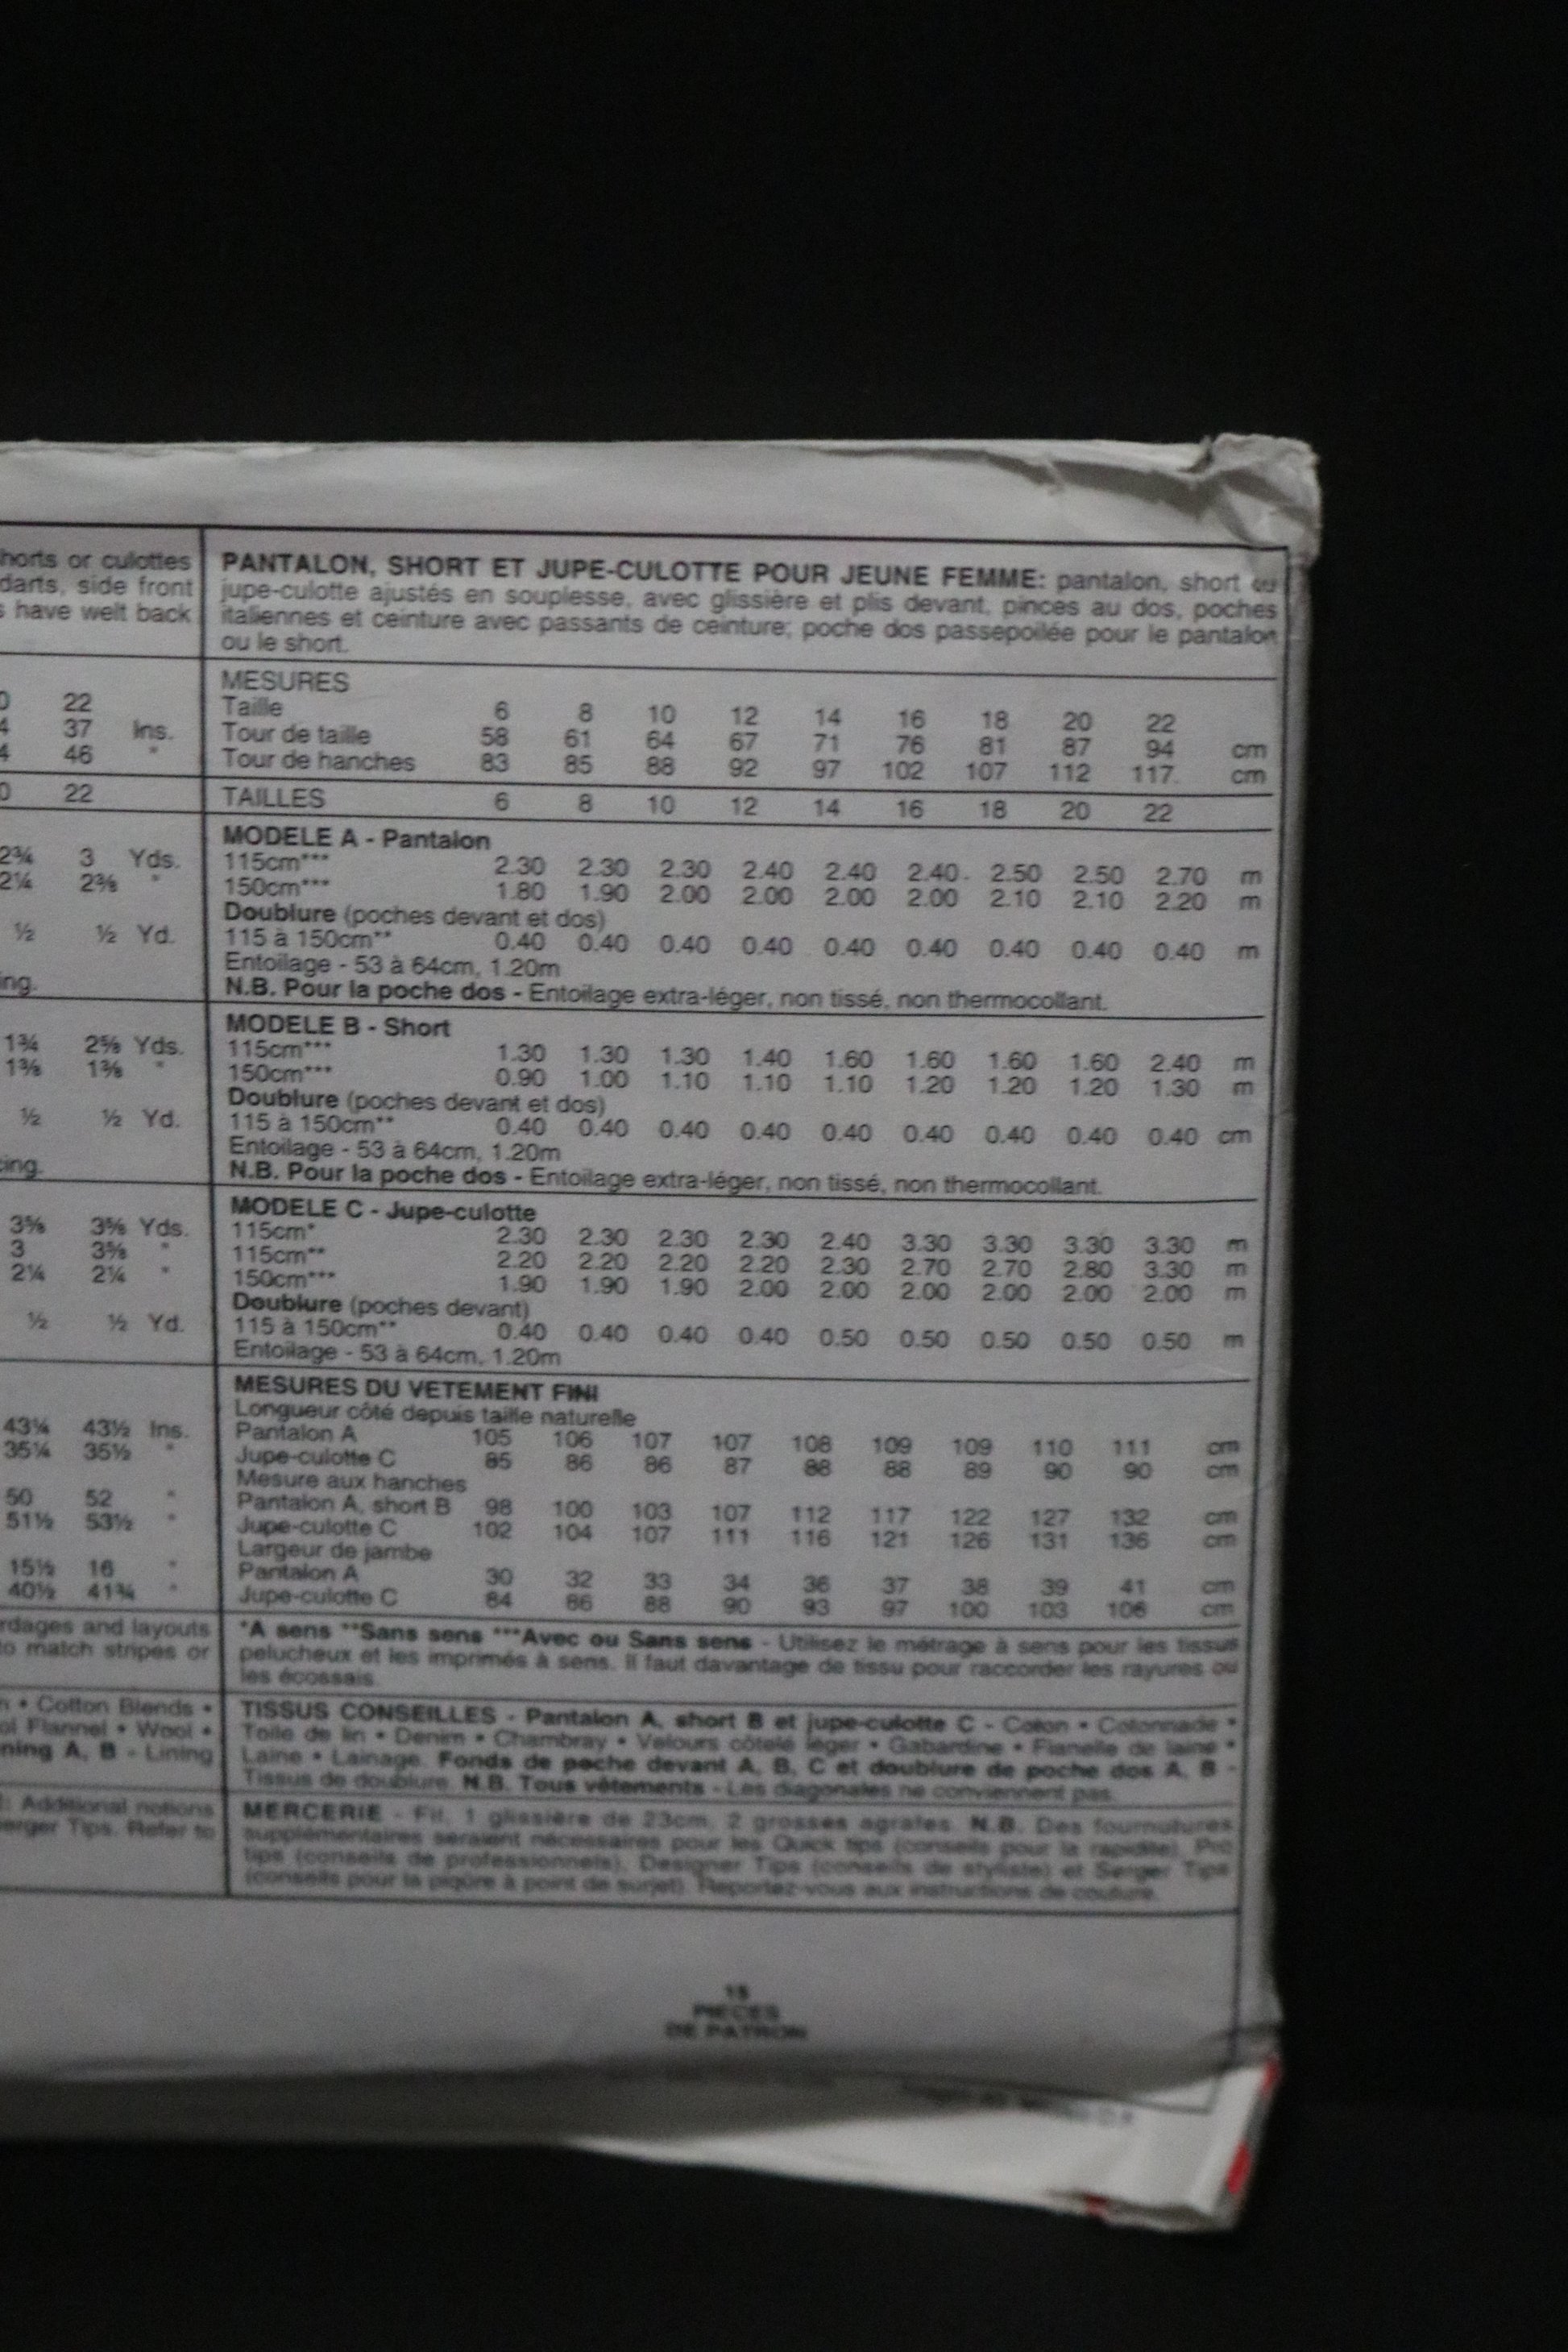 horts or culottes
darts, side front
s have welt back
0 22
4 37 Ins.
4 46 "
0 22
2¾ 3 Yds.
2¼ 2⅜ "
½ ½ Yd.
ing.
1¾ 2⅝ Yds.
1⅜ 1⅜ "
½ ½ Yd.
cing.
3⅝ 3⅝ Yds.
3 3⅝ "
2¼ 2¼ "
½ ½ Yd.
43¼ 43½ Ins.
35¼ 35½ "
50 52 "
51½ 53½ "
15½ 16 "
40½ 41¾ "
rdages and layouts
to match stripes or
n • Cotton Blends •
ol Flannel • Wool •
ning A, B - Lining
: Additional notions
erger Tips. Refer to
PANTALON, SHORT ET JUPE-CULOTTE POUR JEUNE FEMME: pantalon, short ou
jupe-culotte ajustés en souplesse, avec glissière et plis devant, pinces au dos, poches
italiennes et ceinture avec passants de ceinture; poche dos passepoilée pour le pantalon
ou le short.
MESURES
Taille 6 8 10 12 14 16 18 20 22
Tour de taille 58 61 64 67 71 76 81 87 94 cm
Tour de hanches 83 85 88 92 97 102 107 112 117 cm
TAILLES 6 8 10 12 14 16 18 20 22
MODELE A - Pantalon
115cm*** 2.30 2.30 2.30 2.40 2.40 2.40 2.50 2.50 2.70 m
150cm*** 1.80 1.90 2.00 2.00 2.00 2.00 2.10 2.10 2.20 m
Doublure (poches devant et dos)
115 à 150cm** 0.40 0.40 0.40 0.40 0.40 0.40 0.40 0.40 0.40 m
Entoilage - 53 à 64cm, 1.20m
N.B. Pour la poche dos - Entoilage extra-léger, non tissé, non thermocollant.
MODELE B - Short
115cm*** 1.30 1.30 1.30 1.40 1.60 1.60 1.60 1.60 2.40 m
150cm*** 0.90 1.00 1.10 1.10 1.10 1.20 1.20 1.20 1.30 m
Doublure (poches devant et dos)
115 à 150cm** 0.40 0.40 0.40 0.40 0.40 0.40 0.40 0.40 0.40 cm
Entoilage - 53 à 64cm, 1.20m
N.B. Pour la poche dos - Entoilage extra-léger, non tissé, non thermocollant.
MODELE C - Jupe-culotte
115cm* 2.30 2.30 2.30 2.30 2.40 3.30 3.30 3.30 3.30 m
115cm** 2.20 2.20 2.20 2.20 2.30 2.70 2.70 2.80 3.30 m
150cm*** 1.90 1.90 1.90 2.00 2.00 2.00 2.00 2.00 2.00 m
Doublure (poches devant)
115 à 150cm** 0.40 0.40 0.40 0.40 0.50 0.50 0.50 0.50 0.50 m
Entoilage - 53 à 64cm, 1.20m
MESURES DU VETEMENT FINI
Longueur côté depuis taille naturelle
Pantalon A 105 106 107 107 108 109 109 110 111 cm
Jupe-culotte C 85 86 86 87 88 88 89 90 90 cm
Mesure aux hanches
Pantalon A, short B 98 100 103 107 112 117 122 127 132 cm
Jupe-culotte C 102 104 107 111 116 121 126 131 136 cm
Largeur de jambe
Pantalon A 30 32 33 34 36 37 38 39 41 cm
Jupe-culotte C 84 86 88 90 93 97 100 103 106 cm
*A sens **Sans sens ***Avec ou Sans sens - Utilisez le métrage à sens pour les tissus
pelucheux et les imprimés à sens. Il faut davantage de tissu pour raccorder les rayures ou
les écossais.
TISSUS CONSEILLES - Pantalon A, short B et jupe-culotte C - Coton • Cotonnade •
Toile de lin • Denim • Chambray • Velours côtelé léger • Gabardine • Flanelle de laine •
Laine • Lainage. Fonds de poche devant A, B, C et doublure de poche dos A, B -
Tissus de doublure. N.B. Tous vêtements - Les diagonales ne conviennent pas.
MERCERIE - Fil, 1 glissière de 23cm, 2 grosses agrafes. N.B. Des fournitures
supplémentaires seraient nécessaires pour les Quick tips (conseils pour la rapidité), Pro
tips (conseils de professionnels), Designer Tips (conseils de styliste) et Serger Tips
(conseils pour la piqûre à point de surjet). Reportez-vous aux instructions de couture.
15
PIECES
DE PATRON